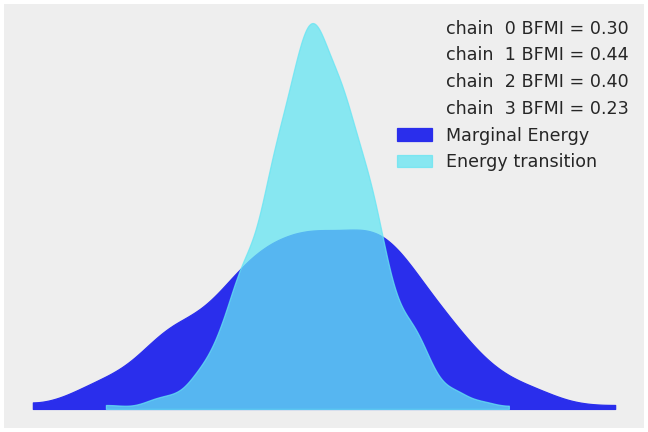 chain  0 BFMI = 0.30
chain  1 BFMI = 0.44
chain  2 BFMI = 0.40
chain  3 BFMI = 0.23
Marginal Energy
Energy transition